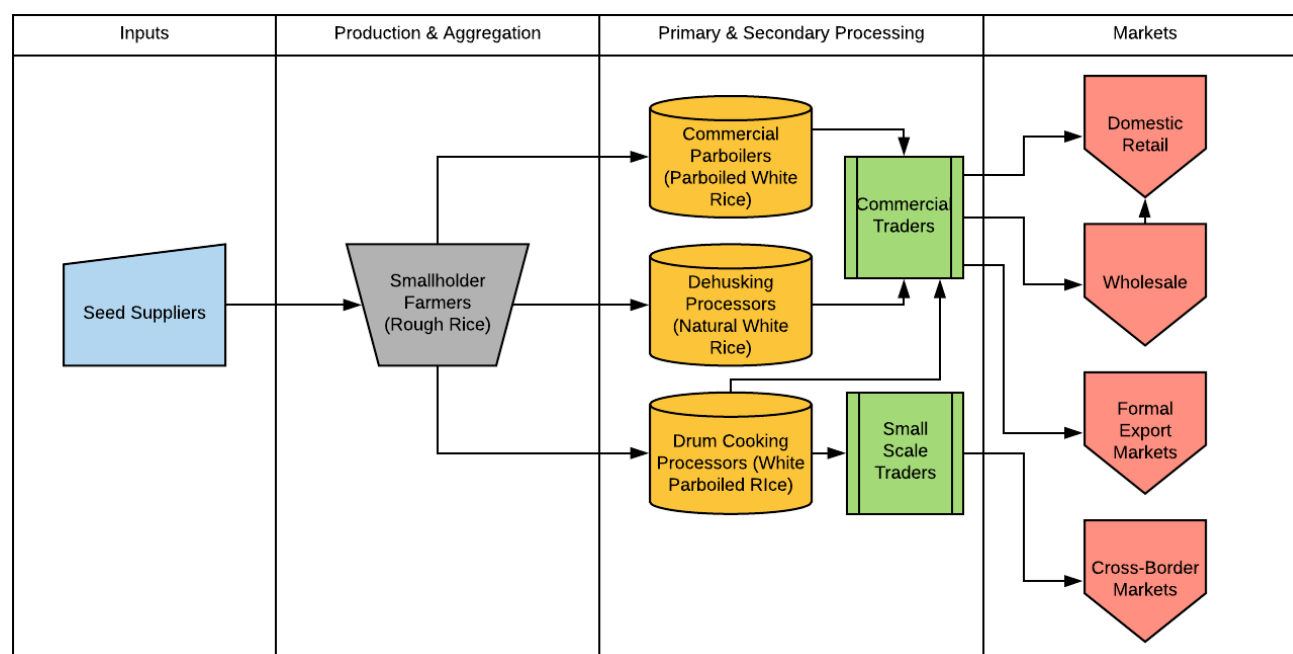 Inputs
Production & Aggregation
Primary & Secondary Processing
Markets
Seed Suppliers
Smallholder
Farmers
(Rough Rice)
Commercial
Parboilers
(Parboiled White
Rice)
Dehusking
Processors
(Natural White
Rice)
Drum Cooking
Processors (White
Parboiled RIce)
Commercial
Traders
Small
Scale
Traders
Domestic
Retail
Wholesale
Formal
Export
Markets
Cross-Border
Markets